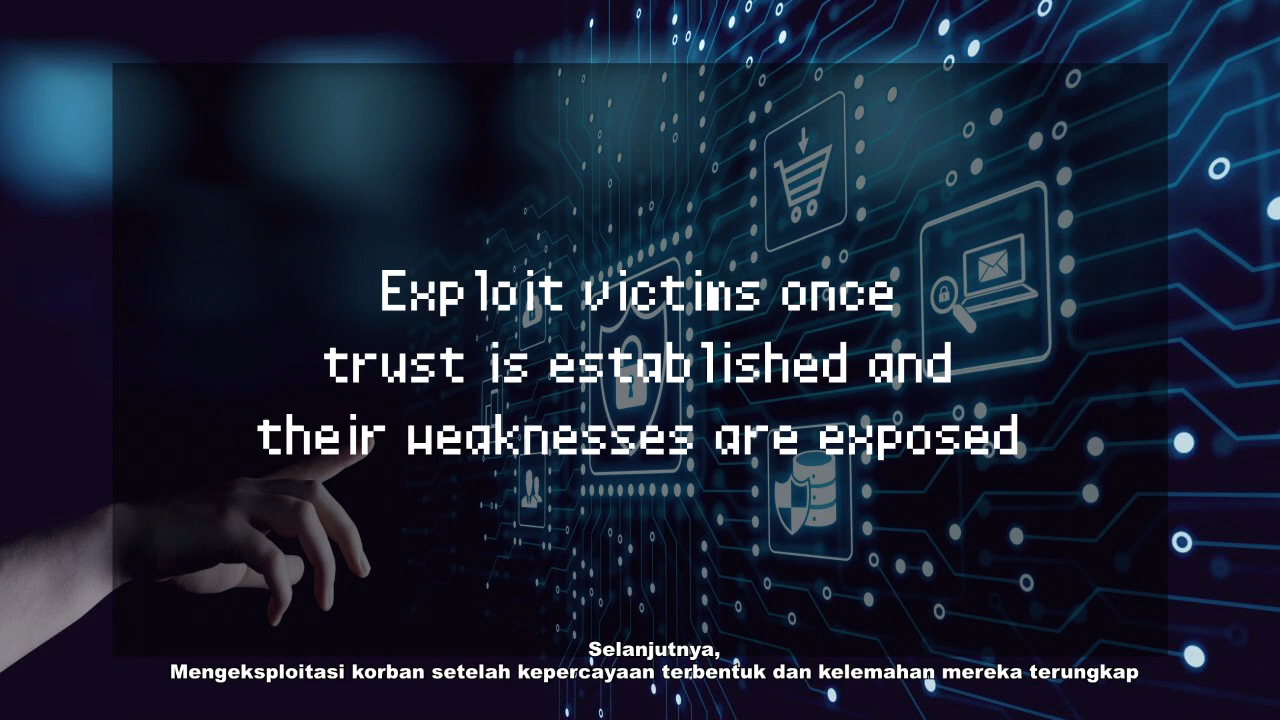 Exploit victims once
trust is established and
their weaknesses are exposed
Selanjutnya,
Mengeksploitasi korban setelah kepercayaan terbentuk dan kelemahan mereka terungkap